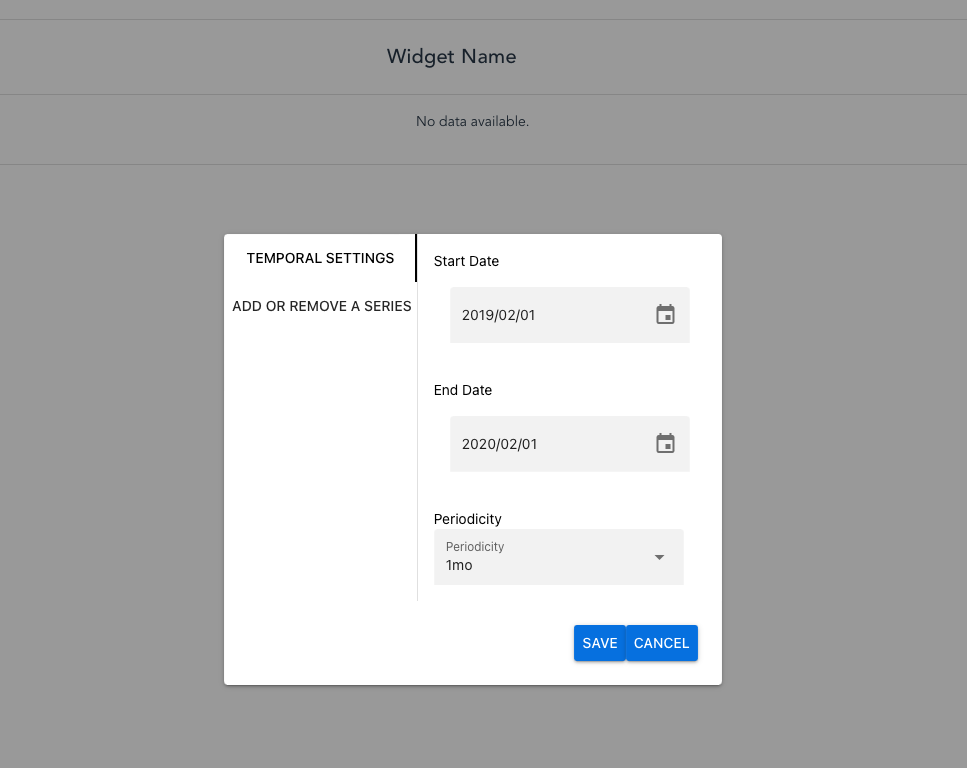 Widget Name
No data available.
TEMPORAL SETTINGS
ADD OR REMOVE A SERIES
Start Date
2019/02/01
End Date
2020/02/01
Periodicity
Periodicity
1mo
SAVE CANCEL